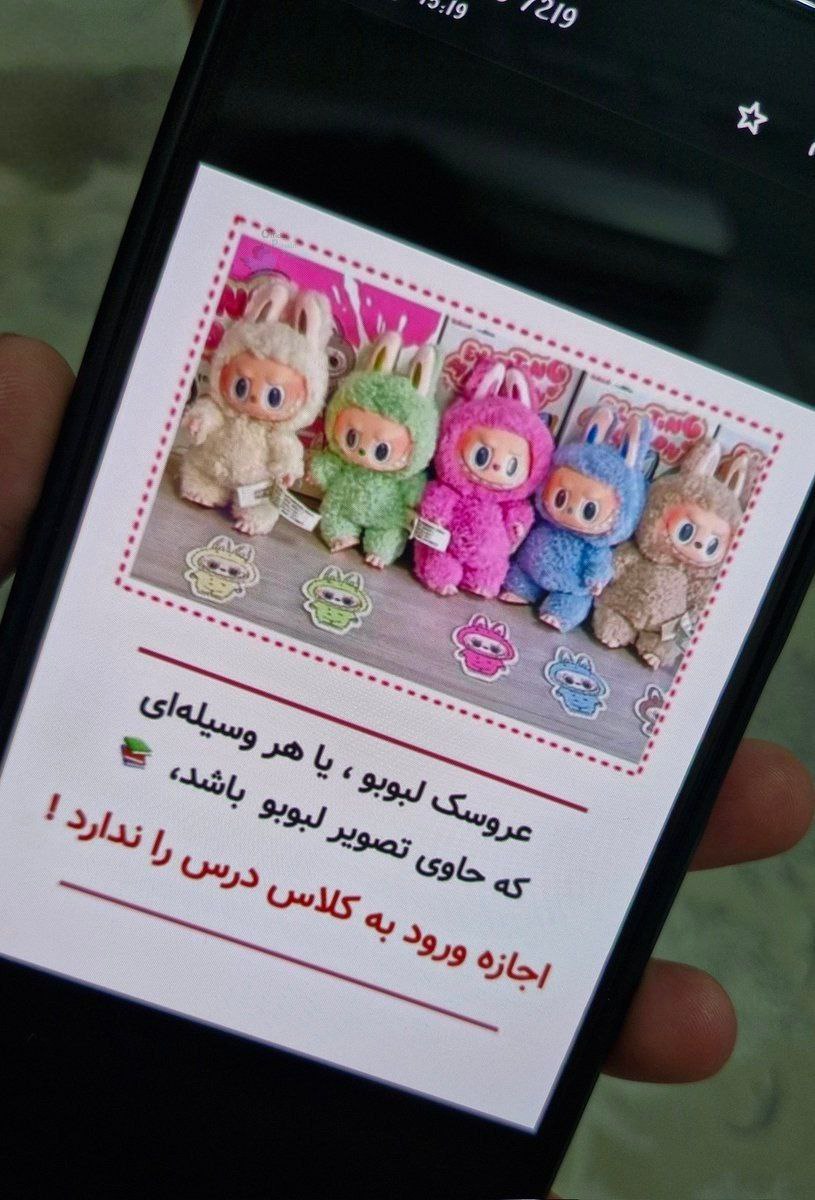 7219
15:19
عروسک لبوبو ، یا هر وسیله‌ای
که حاوی تصویر لبوبو باشد،
اجازه ورود به کلاس درس را ندارد !